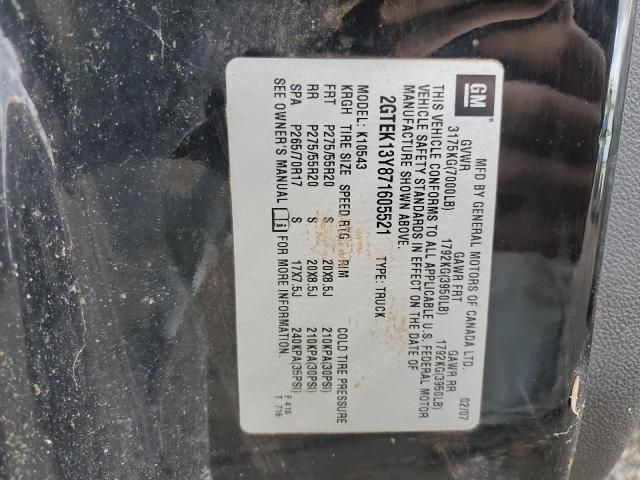 GM
MFD BY GENERAL MOTORS OF CANADA LTD.
02/07
GVWR GAWR FRT GAWR RR
3175KG(7000LB) 1792KG(3950LB) 1792KG(3950LB)
THIS VEHICLE CONFORMS TO ALL APPLICABLE U.S. FEDERAL MOTOR
VEHICLE SAFETY STANDARDS IN EFFECT ON THE DATE OF
MANUFACTURE SHOWN ABOVE.
2GTEK13Y871605521 TYPE: TRUCK
MODEL: K10543
KRGH TIRE SIZE SPEED RTG RIM COLD TIRE PRESSURE
FRT P275/55R20 S 20X8.5J 210KPA(30PSI)
RR P275/55R20 S 20X8.5J 210KPA(30PSI)
SPA P265/70R17 S 17X7.5J 240KPA(35PSI)
SEE OWNER'S MANUAL i FOR MORE INFORMATION.
F 416
T 716